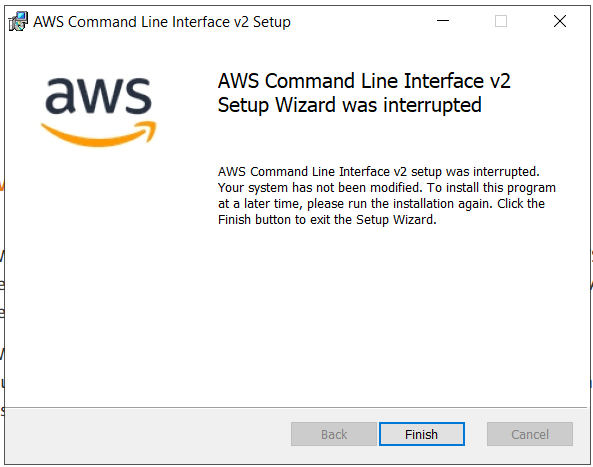 AWS Command Line Interface v2 Setup
aws
AWS Command Line Interface v2
Setup Wizard was interrupted
AWS Command Line Interface v2 setup was interrupted.
Your system has not been modified. To install this program
at a later time, please run the installation again. Click the
Finish button to exit the Setup Wizard.
Back
Finish
Cancel